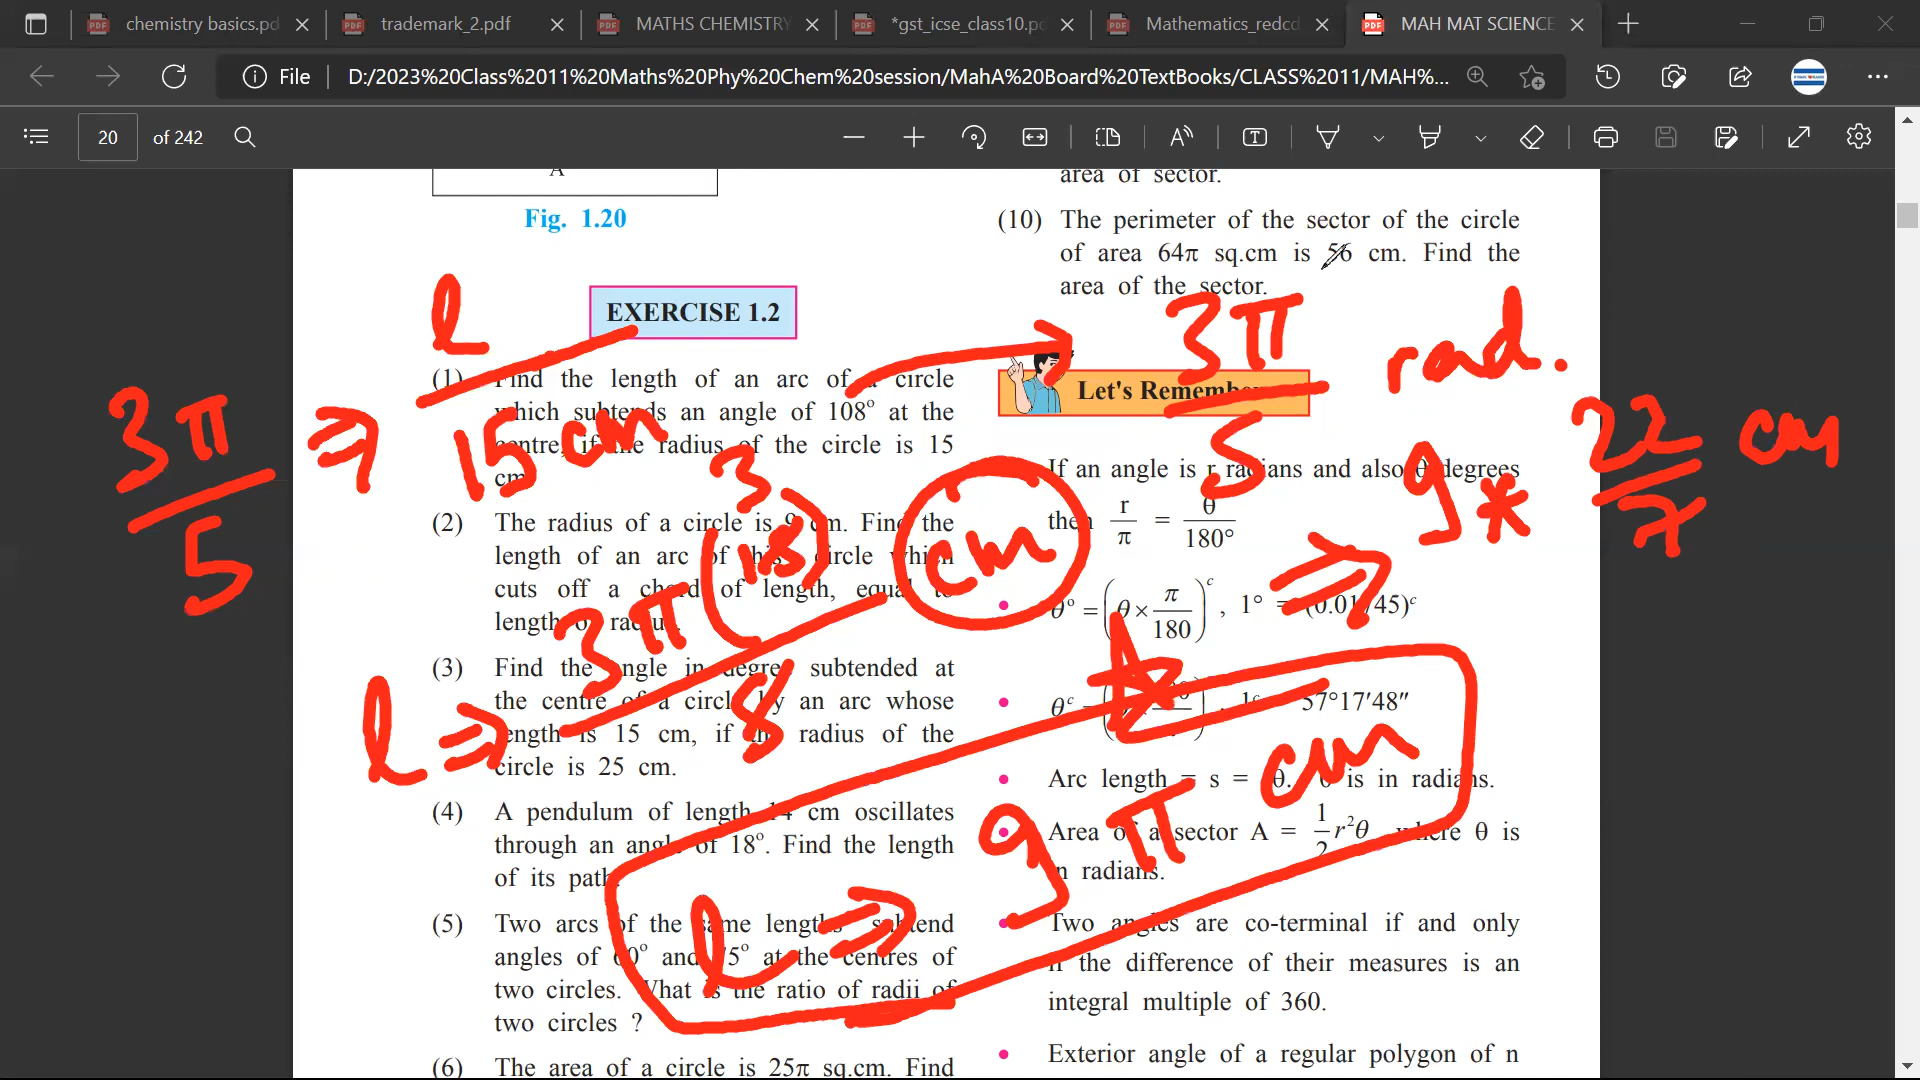 chemistry basics.pd
trademark_2.pdf
MATHS CHEMISTRY
*gst_icse_class10.pd
Mathematics_redcd
MAH MAT SCIENCE
File
D:/2023%20Class%2011%20Maths%20Phy%20Chem%20session/MahA%20Board%20TextBooks/CLASS%2011/MAH%...
20 of 242
A
Fig. 1.20
EXERCISE 1.2
(1) Find the length of an arc of a circle
which subtends an angle of 108° at the
centre, if the radius of the circle is 15
cm.
(2) The radius of a circle is 9 cm. Find the
length of an arc of this circle which
cuts off a chord of length, equal to
length of radius.
(3) Find the angle in degree subtended at
the centre of a circle by an arc whose
length is 15 cm, if the radius of the
circle is 25 cm.
(4) A pendulum of length 14 cm oscillates
through an angle of 18°. Find the length
of its path.
(5) Two arcs of the same lengths subtend
angles of 60° and 75° at the centres of
two circles. What is the ratio of radii of
two circles ?
(6) The area of a circle is 25π sq.cm. Find
area of sector.
(10) The perimeter of the sector of the circle
of area 64π sq.cm is 56 cm. Find the
area of the sector.
Let's Remember
If an angle is r radians and also θ degrees
then r/π = θ/180°
θ° = (θ × π/180)ᶜ , 1° = (0.01745)ᶜ
57°17′48″
Arc length = s = θ. θ is in radians.
Area of a sector A = 1/2 r²θ , where θ is
in radians.
Two angles are co-terminal if and only
if the difference of their measures is an
integral multiple of 360.
Exterior angle of a regular polygon of n
3π/5 ⇒ l/15 cm
3π/5 rad.
l ⇒ 3π(15)3/5 cm
⇒ 9 * 22/7 cm
l ⇒ 9π cm